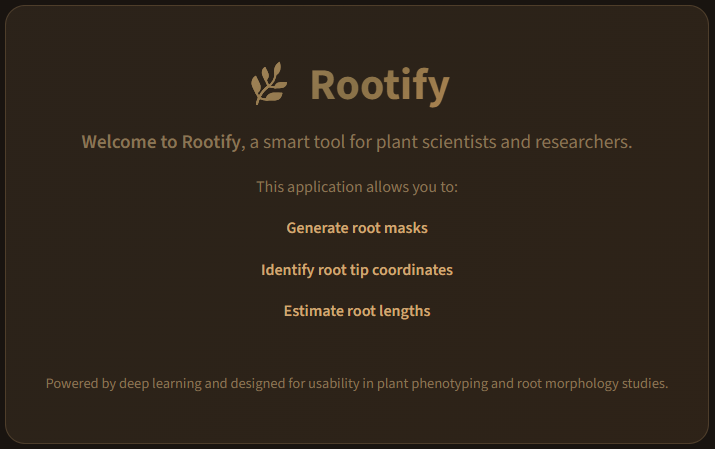 Rootify
Welcome to Rootify, a smart tool for plant scientists and researchers.
This application allows you to:
Generate root masks
Identify root tip coordinates
Estimate root lengths
Powered by deep learning and designed for usability in plant phenotyping and root morphology studies.